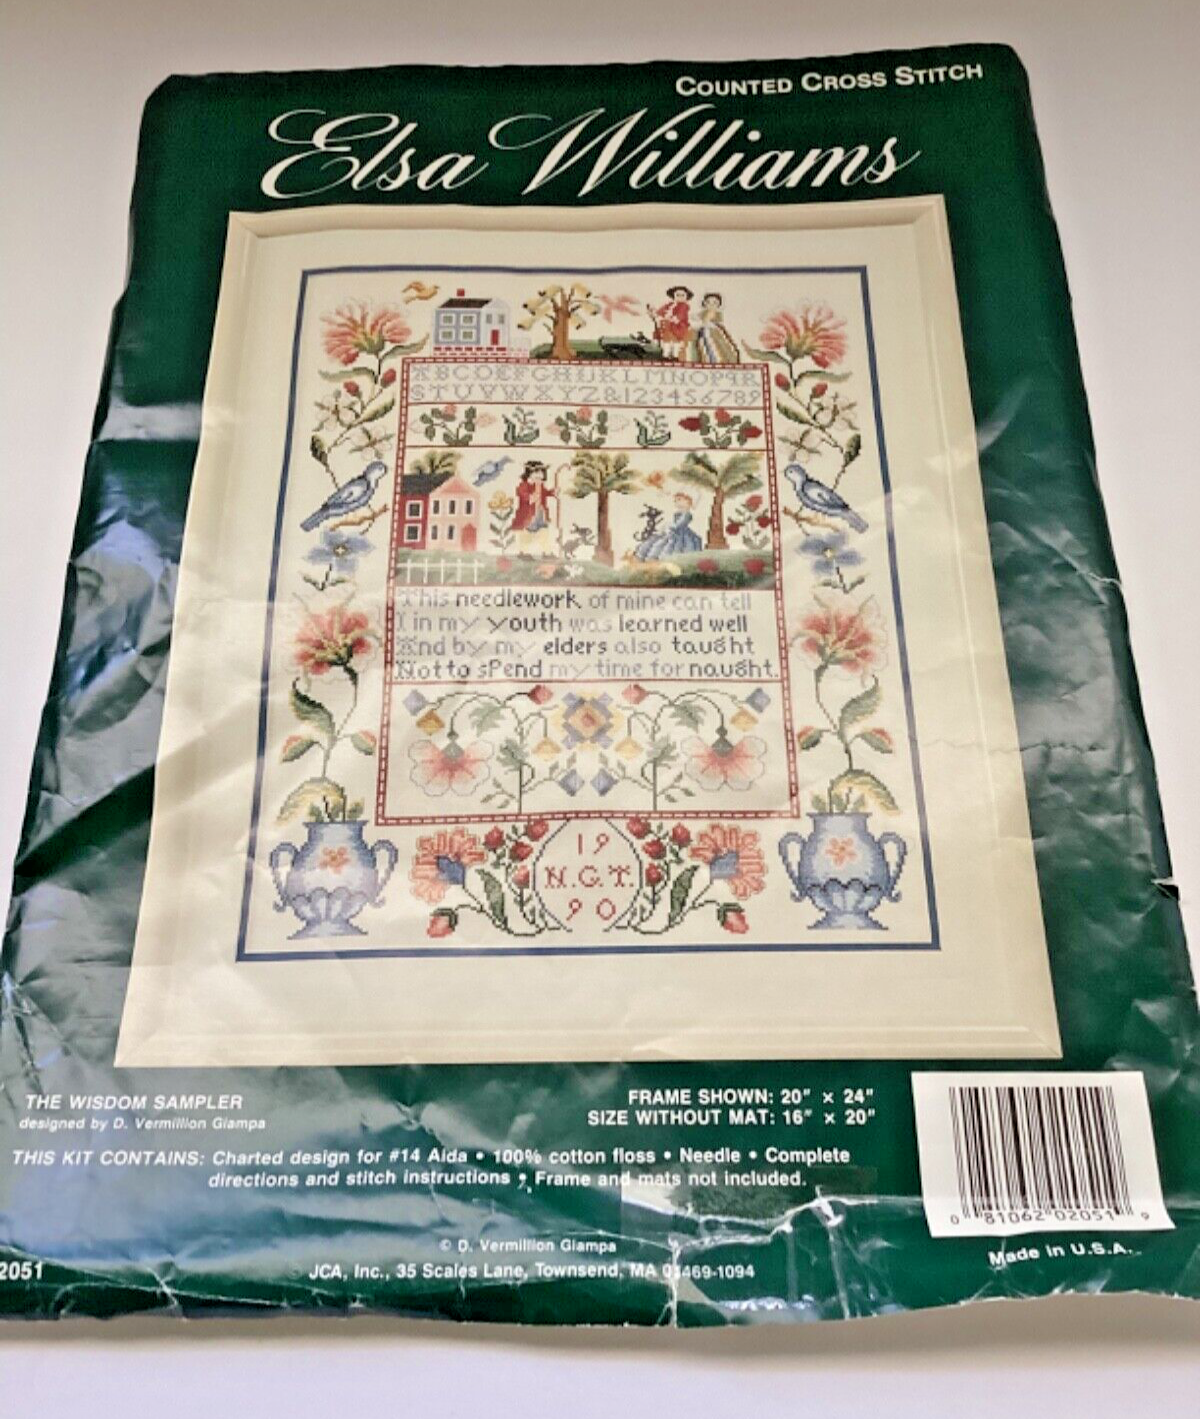 COUNTED CROSS STITCH
Elsa Williams
ABCDEFGHIJKLMNOPQR
STUVWXYZ&123456789
This needlework of mine can tell
I in my youth was learned well
And by my elders also taught
Not to spend my time for naught.
19
N.G.T.
90
THE WISDOM SAMPLER
designed by D. Vermillion Giampa
FRAME SHOWN: 20" × 24"
SIZE WITHOUT MAT: 16" × 20"
THIS KIT CONTAINS: Charted design for #14 Aida • 100% cotton floss • Needle • Complete
directions and stitch instructions • Frame and mats not included.
0 81062 02051 9
© D. Vermillion Giampa
Made in U.S.A.
2051
JCA, Inc., 35 Scales Lane, Townsend, MA 01469-1094